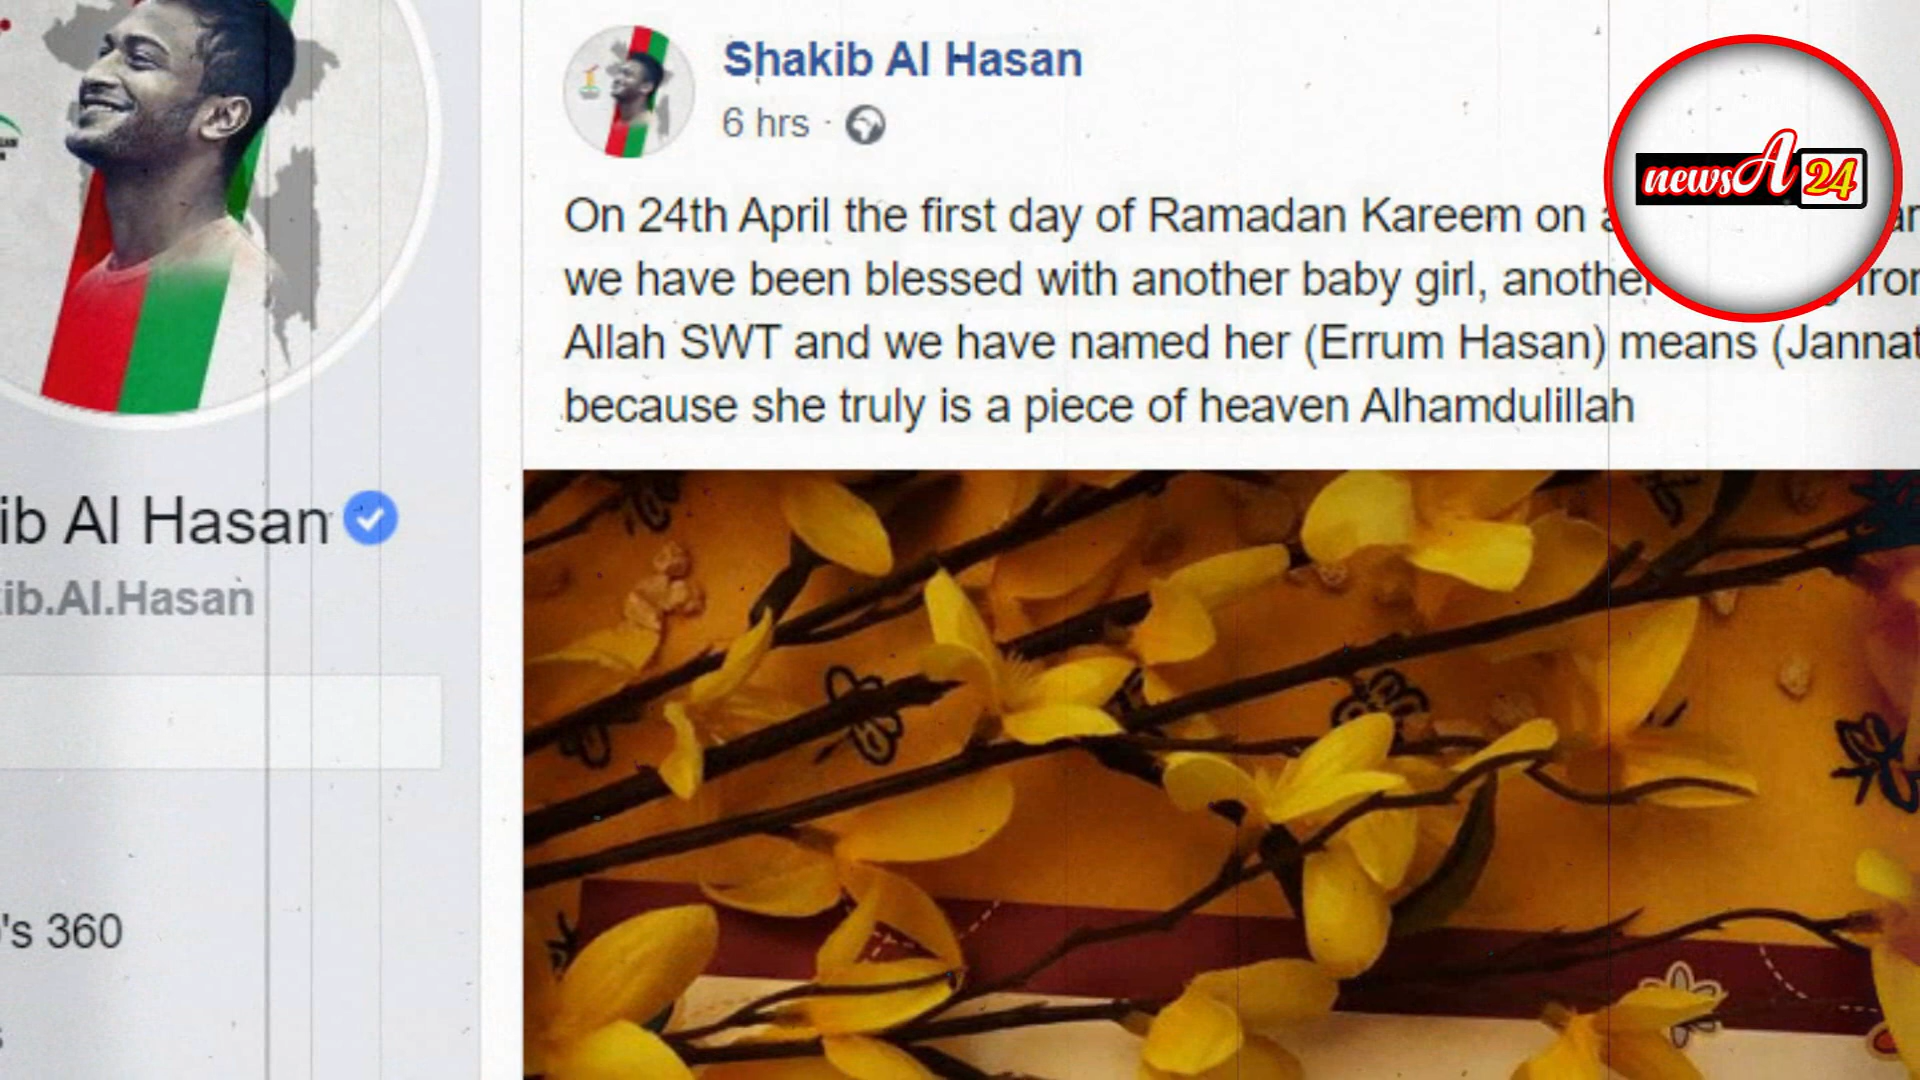 Shakib Al Hasan
6 hrs ·
On 24th April the first day of Ramadan Kareem on
we have been blessed with another baby girl, another
Allah SWT and we have named her (Errum Hasan) means (Jannat
because she truly is a piece of heaven Alhamdulillah
newsA24
ib Al Hasan
ib.Al.Hasan
's 360